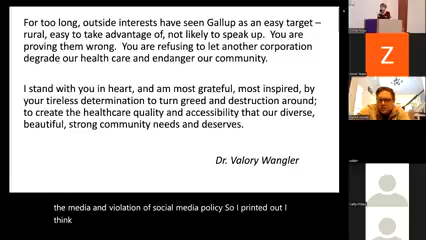 For too long, outside interests have seen Gallup as an easy target –
rural, easy to take advantage of, not likely to speak up.  You are
proving them wrong.  You are refusing to let another corporation
degrade our health care and endanger our community.
I stand with you in heart, and am most grateful, most inspired, by
your tireless determination to turn greed and destruction around;
to create the healthcare quality and accessibility that our diverse,
beautiful, strong community needs and deserves.
Dr. Valory Wangler
the media and violation of social media policy So I printed out I
think
Z